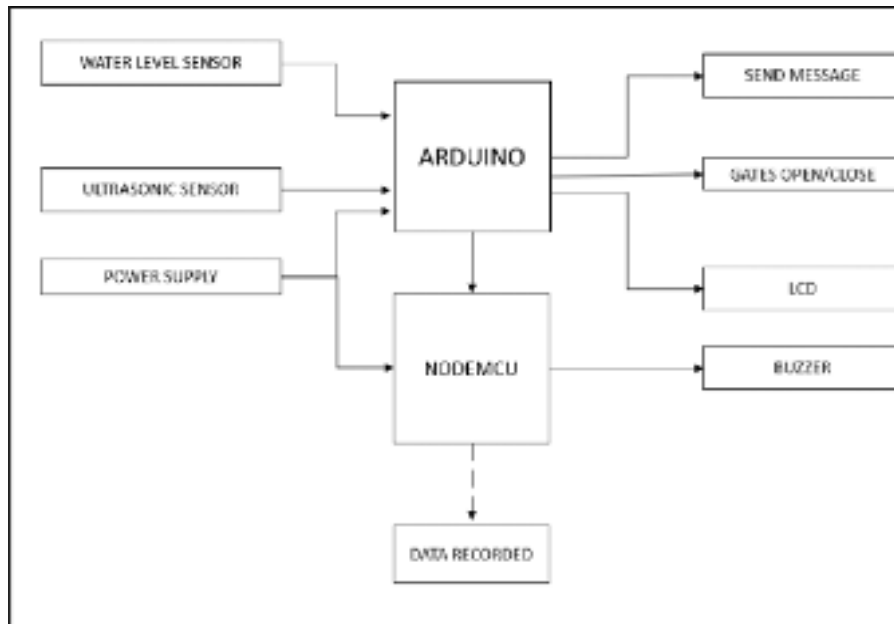 WATER LEVEL SENSOR
SEND MESSAGE
ARDUINO
GATES OPEN/CLOSE
ULTRASONIC SENSOR
POWER SUPPLY
LCD
NODEMCU
BUZZER
DATA RECORDED